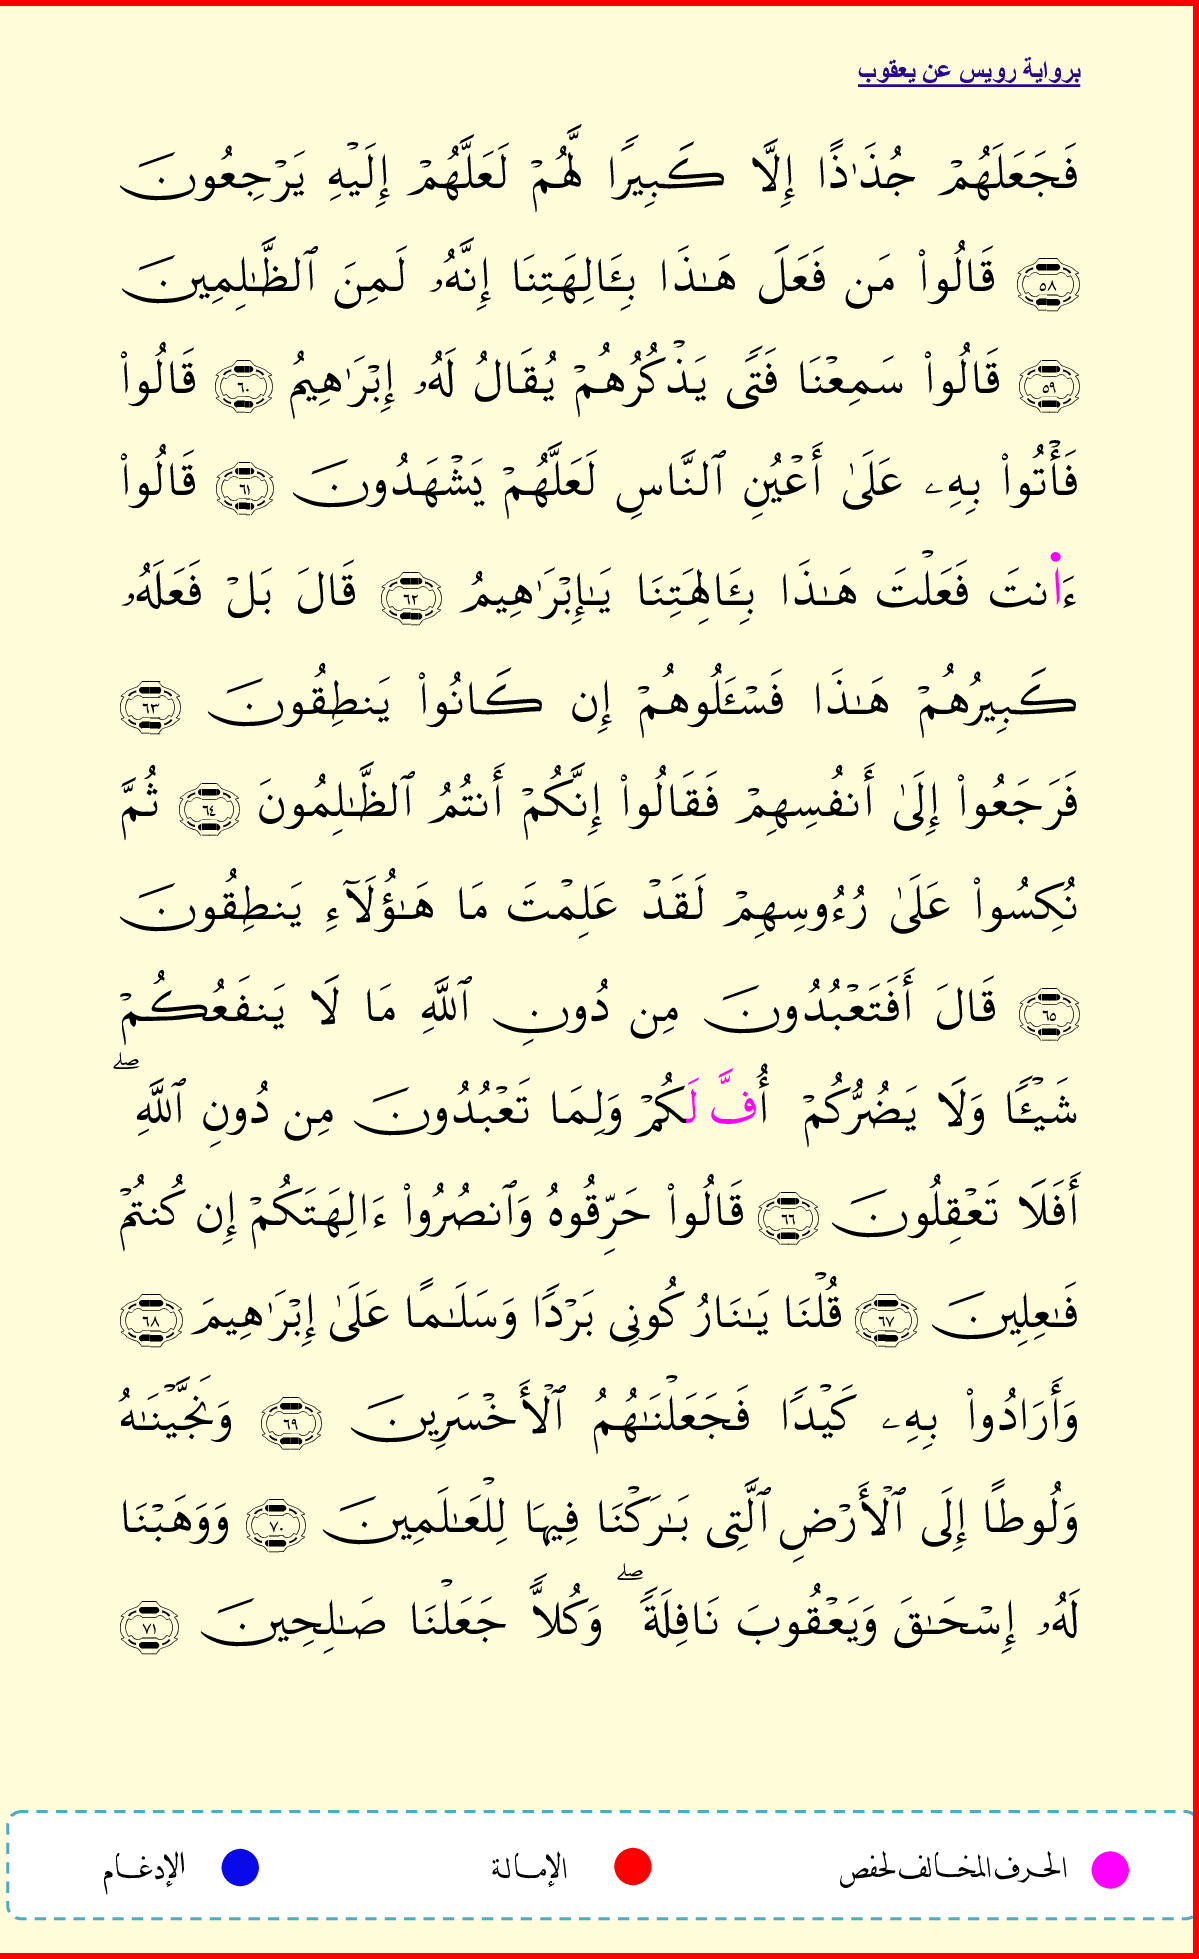 برواية رويس عن يعقوب
فَجَعَلَهُمْ جُذَٰذًا إِلَّا كَبِيرًا لَّهُمْ لَعَلَّهُمْ إِلَيْهِ يَرْجِعُونَ
٥٨ قَالُوا۟ مَن فَعَلَ هَـٰذَا بِـَٔالِهَتِنَا إِنَّهُۥ لَمِنَ ٱلظَّـٰلِمِينَ
٥٩ قَالُوا۟ سَمِعْنَا فَتًى يَذْكُرُهُمْ يُقَالُ لَهُۥ إِبْرَٰهِيمُ ٦٠ قَالُوا۟
فَأْتُوا۟ بِهِۦ عَلَىٰ أَعْيُنِ ٱلنَّاسِ لَعَلَّهُمْ يَشْهَدُونَ ٦١ قَالُوا۟
ءَا۬نتَ فَعَلْتَ هَـٰذَا بِـَٔالِهَتِنَا يَـٰإِبْرَٰهِيمُ ٦٢ قَالَ بَلْ فَعَلَهُۥ
كَبِيرُهُمْ هَـٰذَا فَسْـَٔلُوهُمْ إِن كَانُوا۟ يَنطِقُونَ ٦٣
فَرَجَعُوا۟ إِلَىٰ أَنفُسِهِمْ فَقَالُوا۟ إِنَّكُمْ أَنتُمُ ٱلظَّـٰلِمُونَ ٦٤ ثُمَّ
نُكِسُوا۟ عَلَىٰ رُءُوسِهِمْ لَقَدْ عَلِمْتَ مَا هَـٰؤُلَآءِ يَنطِقُونَ
٦٥ قَالَ أَفَتَعْبُدُونَ مِن دُونِ ٱللَّهِ مَا لَا يَنفَعُكُمْ
شَيْـًٔا وَلَا يَضُرُّكُمْ أُفَّ لَكُمْ وَلِمَا تَعْبُدُونَ مِن دُونِ ٱللَّهِ ۖ
أَفَلَا تَعْقِلُونَ ٦٦ قَالُوا۟ حَرِّقُوهُ وَٱنصُرُوا۟ ءَالِهَتَكُمْ إِن كُنتُمْ
فَـٰعِلِينَ ٦٧ قُلْنَا يَـٰنَارُ كُونِى بَرْدًا وَسَلَـٰمًا عَلَىٰ إِبْرَٰهِيمَ ٦٨
وَأَرَادُوا۟ بِهِۦ كَيْدًا فَجَعَلْنَـٰهُمُ ٱلْأَخْسَرِينَ ٦٩ وَنَجَّيْنَـٰهُ
وَلُوطًا إِلَى ٱلْأَرْضِ ٱلَّتِى بَـٰرَكْنَا فِيهَا لِلْعَـٰلَمِينَ ٧٠ وَوَهَبْنَا
لَهُۥ إِسْحَـٰقَ وَيَعْقُوبَ نَافِلَةً ۖ وَكُلًّا جَعَلْنَا صَـٰلِحِينَ ٧١
الحرف المخالف لحفص الإمالة الإدغام